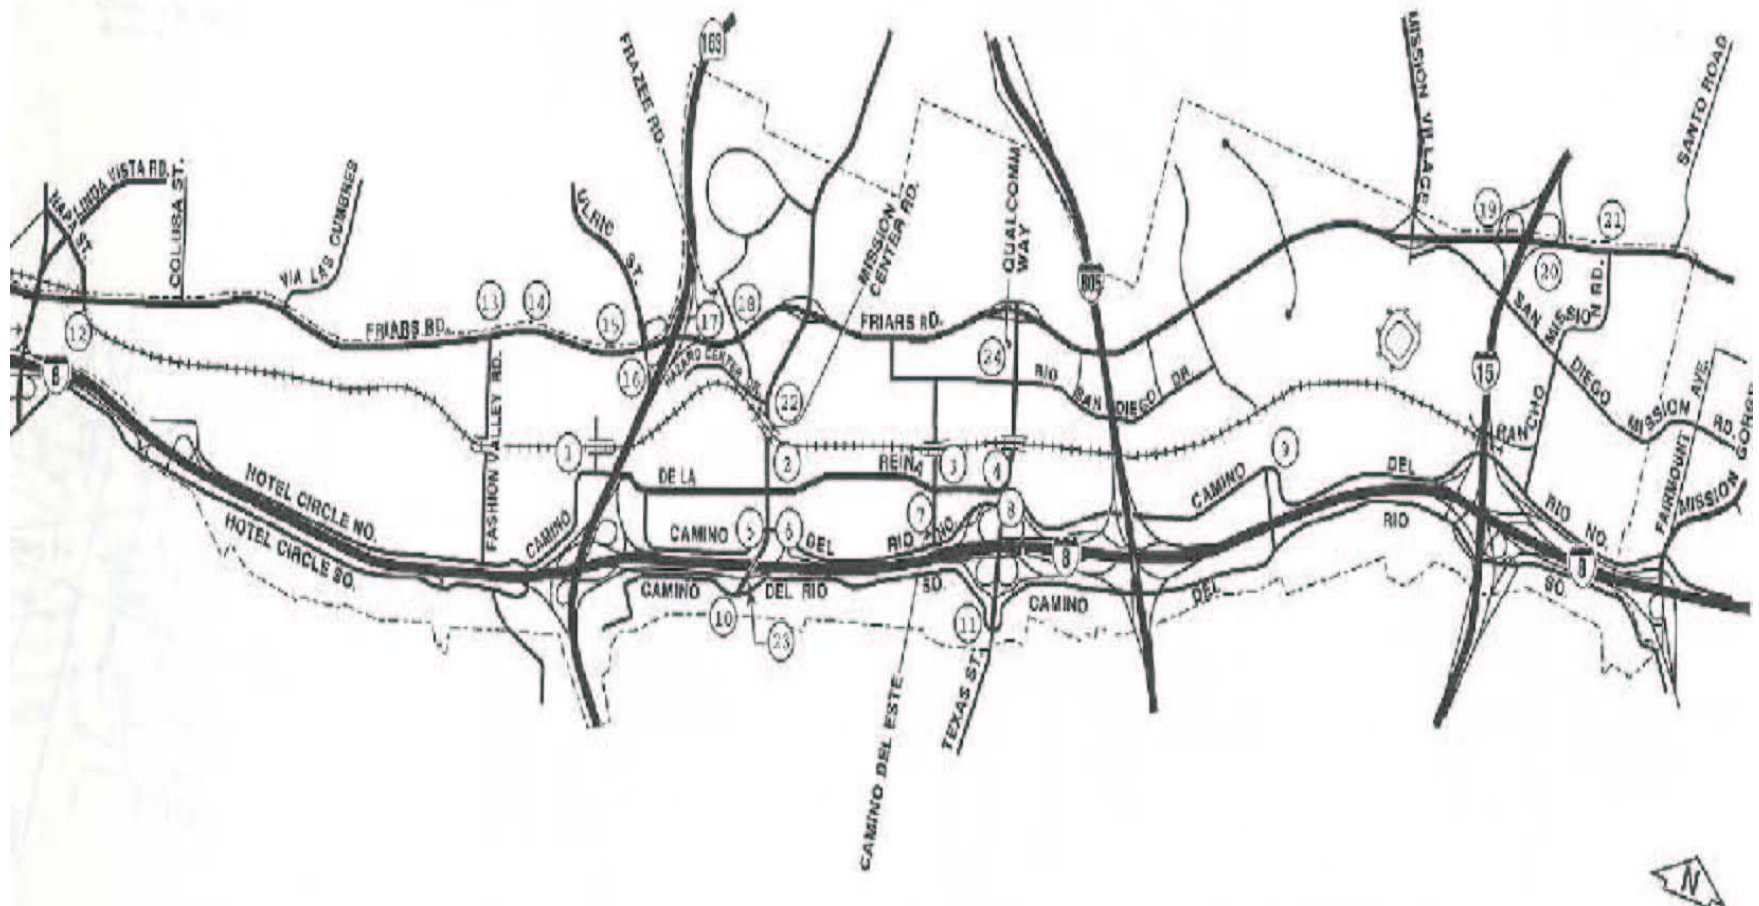 163
FRAZEE RD.
MISSION VILLAGE
SANTO ROAD
NAPA ST.
LINDA VISTA RD.
COLUSA ST.
VIA LAS CUMBRES
ULRIC ST.
MISSION CENTER RD.
QUALCOMM WAY
805
19
21
20
13
14
15
17
18
12
FRIARS RD.
FRIARS RD.
24
SAN DIEGO MISSION RD.
RANCHO MISSION RD.
8
16
HAZARD CENTER DR.
22
RIO SAN DIEGO DR.
15
FASHION VALLEY RD.
1
2
3
4
9
CAMINO DE LA REINA
HOTEL CIRCLE NO.
HOTEL CIRCLE SO.
5
6
7
8
CAMINO DEL RIO NO.
CAMINO DEL RIO NO.
8
8
FAIRMOUNT AVE.
MISSION GORGE
CAMINO DEL RIO SO.
CAMINO DEL RIO SO.
10
23
11
CAMINO DEL ESTE
TEXAS ST.
N